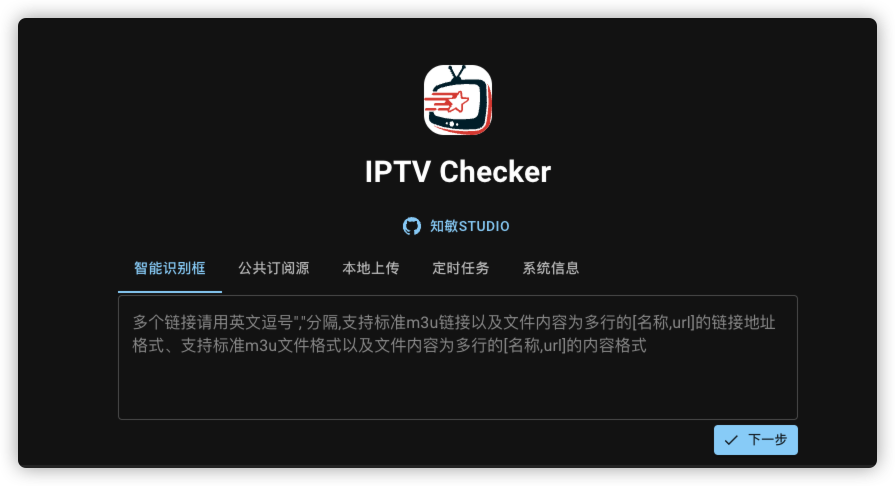 IPTV Checker
知敏STUDIO
智能识别框 公共订阅源 本地上传 定时任务 系统信息
多个链接请用英文逗号","分隔,支持标准m3u链接以及文件内容为多行的[名称,url]的链接地址
格式、支持标准m3u文件格式以及文件内容为多行的[名称,url]的内容格式
下一步